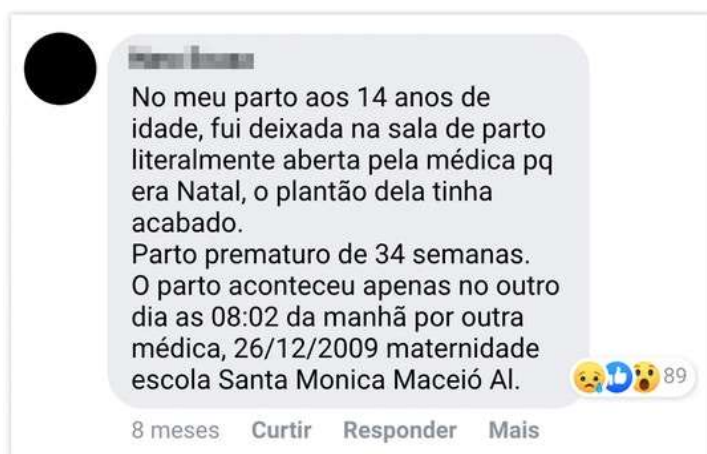 No meu parto aos 14 anos de
idade, fui deixada na sala de parto
literalmente aberta pela médica pq
era Natal, o plantão dela tinha
acabado.
Parto prematuro de 34 semanas.
O parto aconteceu apenas no outro
dia as 08:02 da manhã por outra
médica, 26/12/2009 maternidade
escola Santa Monica Maceió Al.
89
8 meses Curtir Responder Mais